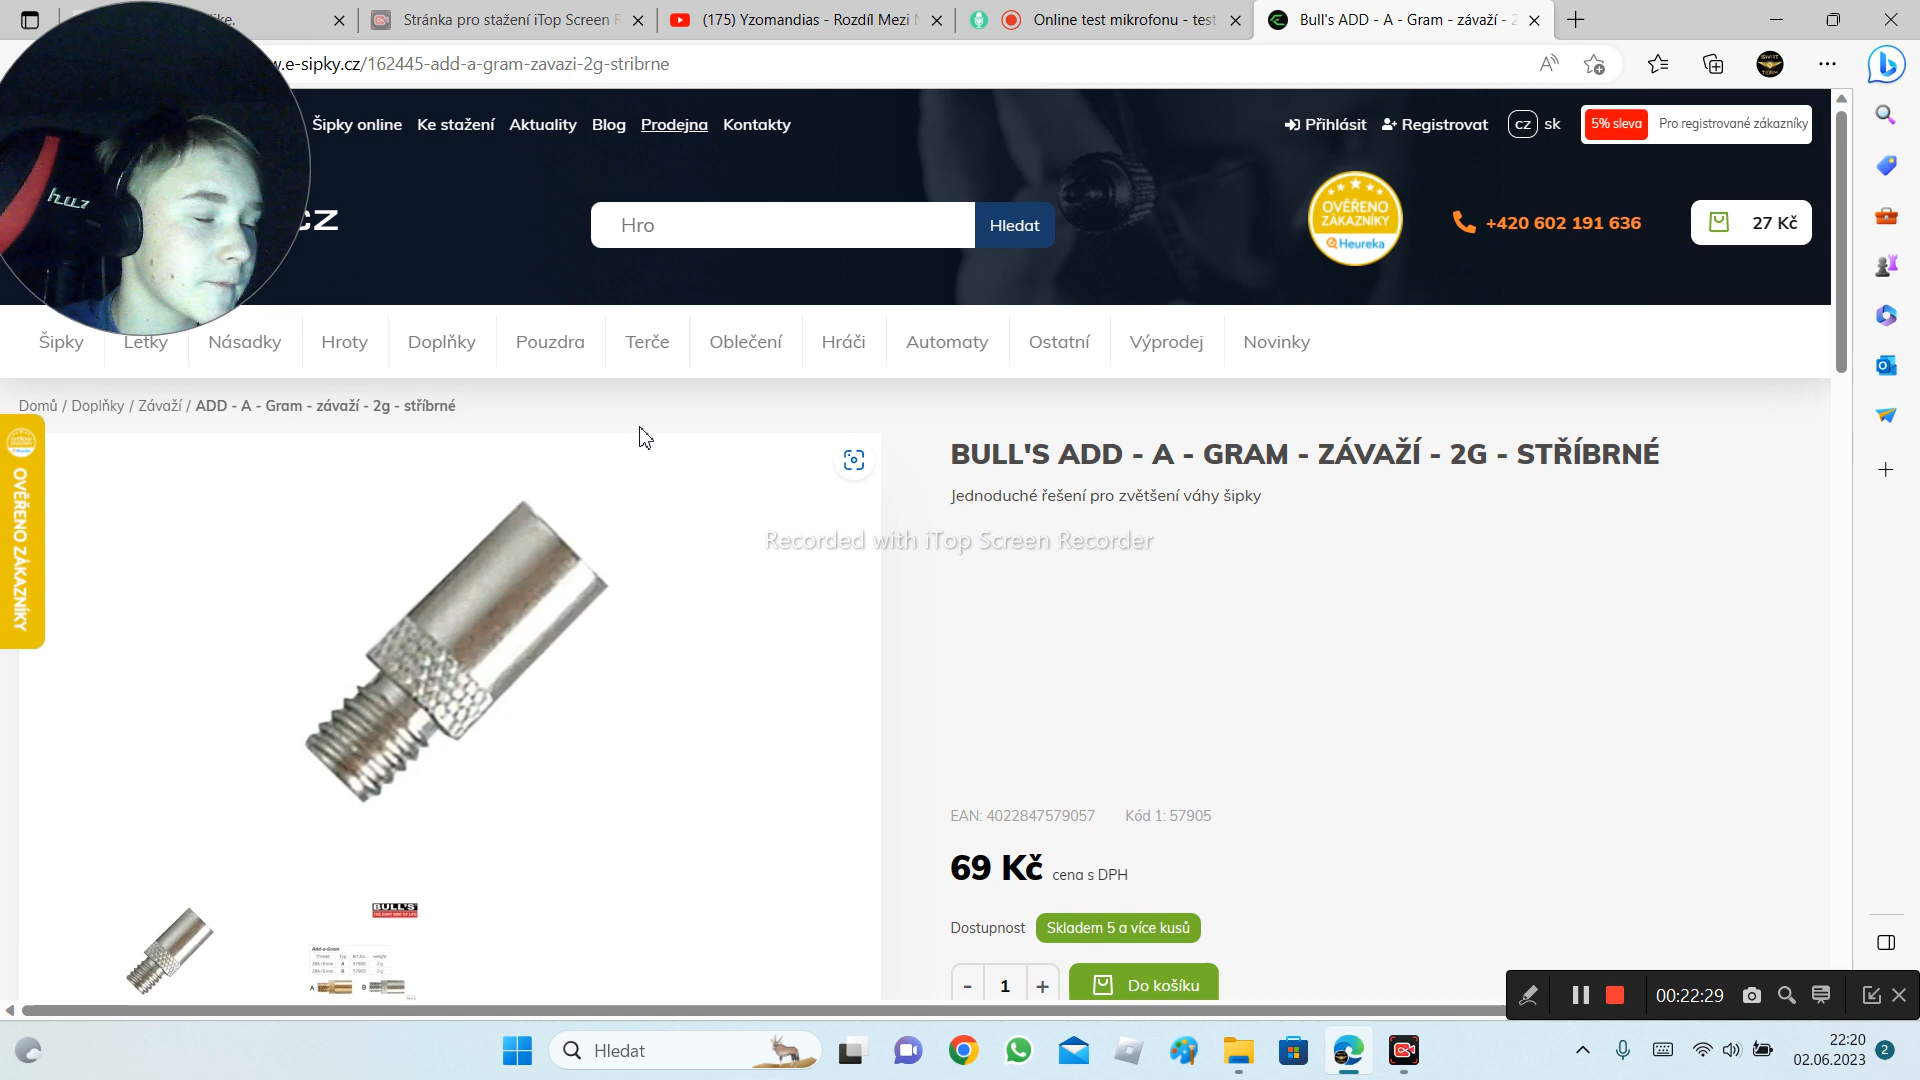 like.
Stránka pro stažení iTop Screen R
(175) Yzomandias - Rozdíl Mezi
Online test mikrofonu - test
Bull's ADD - A - Gram - závaží - 2
w.e-sipky.cz/162445-add-a-gram-zavazi-2g-stribrne
Šipky online Ke stažení Aktuality Blog Prodejna Kontakty
Přihlásit Registrovat cz sk 5% sleva Pro registrované zákazníky
CZ
Hro
Hledat
OVĚŘENO
ZÁKAZNÍKY
Heureka
+420 602 191 636
27 Kč
Šipky Letky Násadky Hroty Doplňky Pouzdra Terče Oblečení Hráči Automaty Ostatní Výprodej Novinky
Domů / Doplňky / Závaží / ADD - A - Gram - závaží - 2g - stříbrné
OVĚŘENO ZÁKAZNÍKY
BULL'S ADD - A - GRAM - ZÁVAŽÍ - 2G - STŘÍBRNÉ
Jednoduché řešení pro zvětšení váhy šipky
Recorded with iTop Screen Recorder
EAN: 4022847579057 Kód 1: 57905
69 Kč cena s DPH
Dostupnost Skladem 5 a více kusů
- 1 + Do košíku
BULL'S
Add-a-Gram
00:22:29
Hledat
22:20
02.06.2023
2